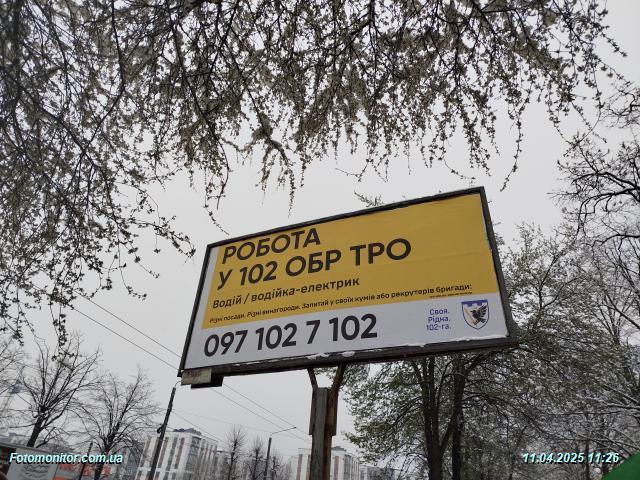 РОБОТА
У 102 ОБР ТРО
Водій / водійка-електрик
Різні посади. Різні винагороди. Запитай у своїх кумів або рекрутерів бригади:
097 102 7 102
Своя.
Рідна.
102-га.
Fotomonitor.com.ua
11.04.2025 11:26